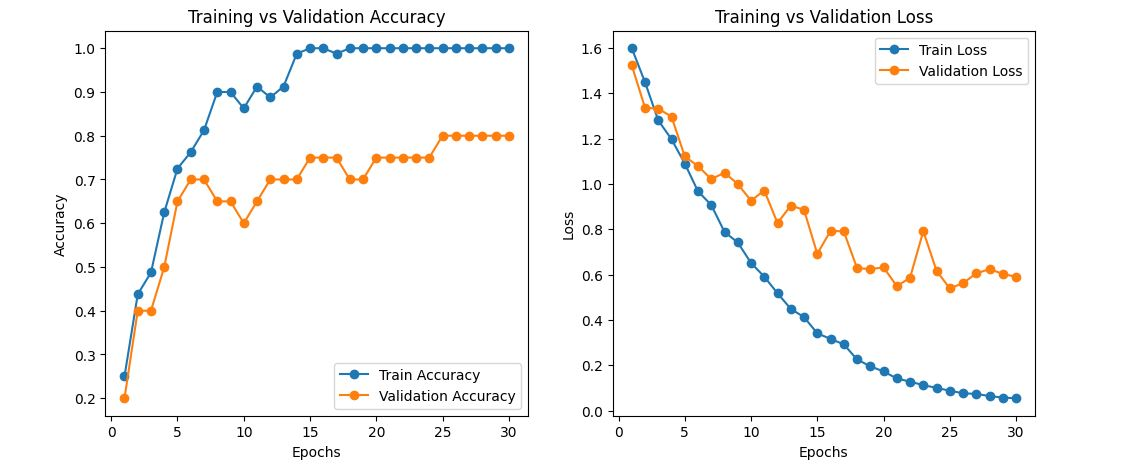 Training vs Validation Accuracy
1.0
0.9
0.8
0.7
0.6
0.5
0.4
0.3
0.2
Accuracy
Train Accuracy
Validation Accuracy
0 5 10 15 20 25 30
Epochs
Training vs Validation Loss
1.6
1.4
1.2
1.0
0.8
0.6
0.4
0.2
0.0
Loss
Train Loss
Validation Loss
0 5 10 15 20 25 30
Epochs